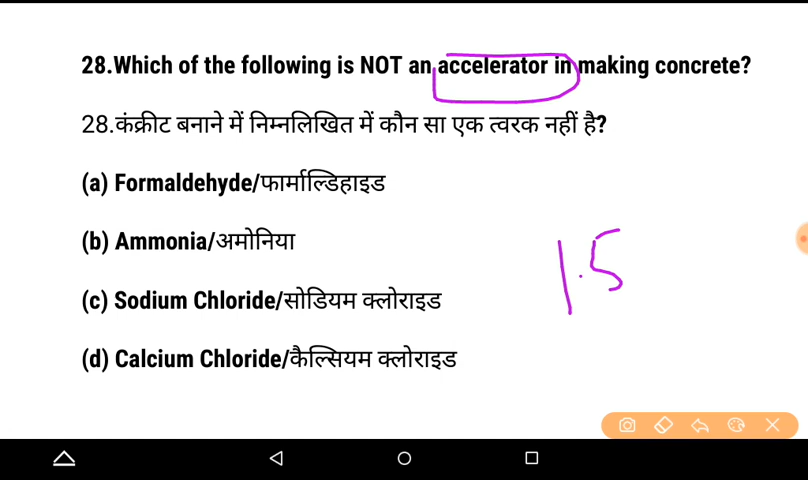 28.Which of the following is NOT an accelerator in making concrete?
28.कंक्रीट बनाने में निम्नलिखित में कौन सा एक त्वरक नहीं है?
(a) Formaldehyde/फार्माल्डिहाइड
(b) Ammonia/अमोनिया
1.5
(c) Sodium Chloride/सोडियम क्लोराइड
(d) Calcium Chloride/कैल्सियम क्लोराइड